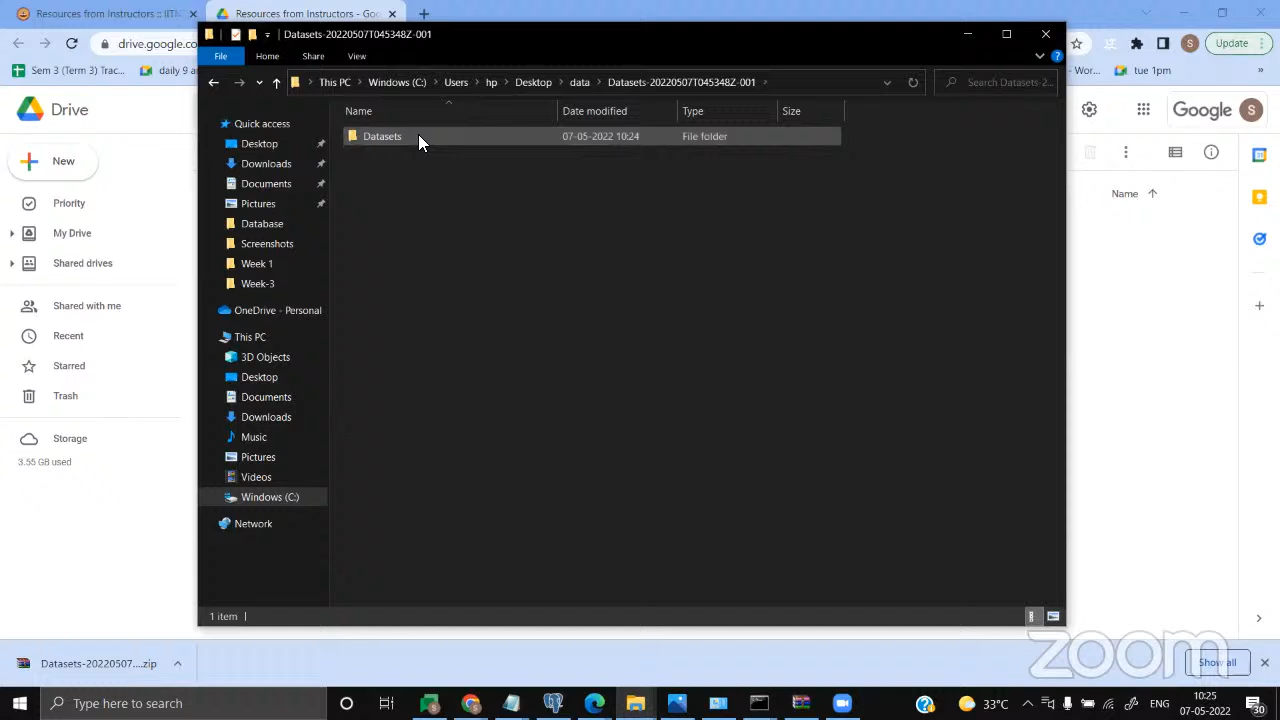 Resources from Instructors :: IITN
Resources from Instructors - Goo
drive.google.co
Update
Sem 3 (Term 3) Trac...
daily 9 a
Wor...
tue 1pm
Datasets-20220507T045348Z-001
File
Home
Share
View
This PC
Windows (C:)
Users
hp
Desktop
data
Datasets-20220507T045348Z-001
Search Datasets-2...
Name
Date modified
Type
Size
Datasets
07-05-2022 10:24
File folder
Quick access
Desktop
Downloads
Documents
Pictures
Database
Screenshots
Week 1
Week-3
OneDrive - Personal
This PC
3D Objects
Desktop
Documents
Downloads
Music
Pictures
Videos
Windows (C:)
Network
1 item
Drive
New
Priority
My Drive
Shared drives
Shared with me
Recent
Starred
Trash
Storage
3.55 GB used
Google
S
S
Name
Datasets-20220507....zip
Show all
zoom
Type here to search
33°C
ENG
10:25
07-05-2022
30